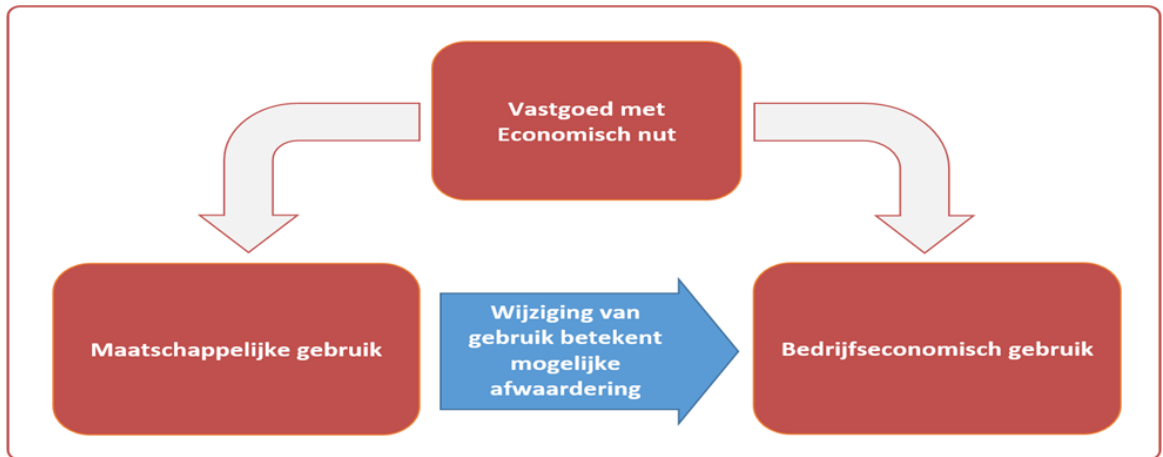 Vastgoed met
Economisch nut
Maatschappelijke gebruik
Wijziging van
gebruik betekent
mogelijke
afwaardering
Bedrijfseconomisch gebruik